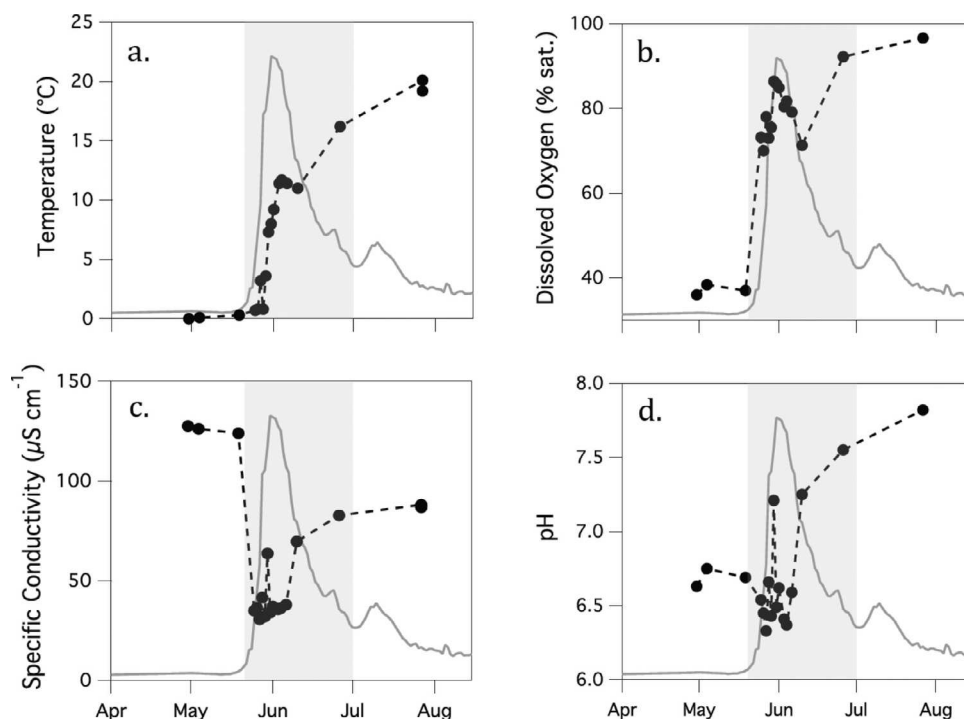 a.
Temperature (°C)
25
20
15
10
5
0
b.
Dissolved Oxygen (% sat.)
100
80
60
40
c.
Specific Conductivity (µS cm⁻¹)
150
100
50
0
Apr May Jun Jul Aug
d.
pH
8.0
7.5
7.0
6.5
6.0
Apr May Jun Jul Aug